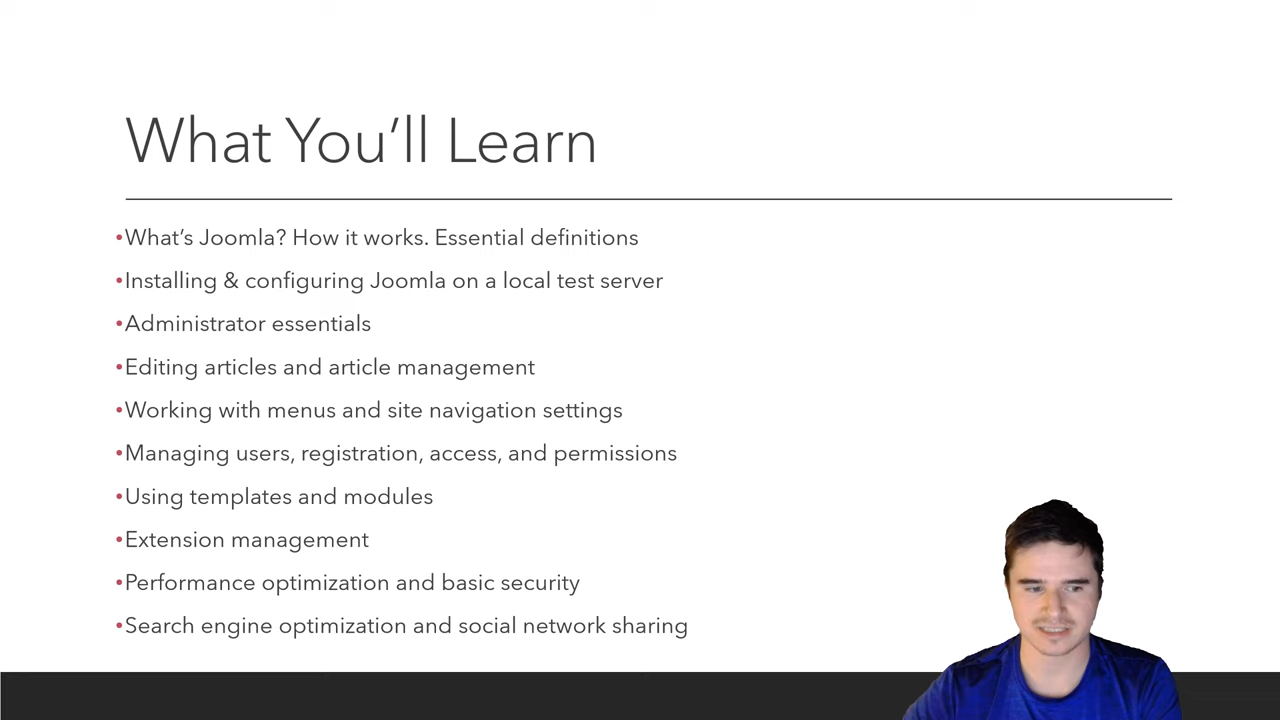 What You’ll Learn
•What’s Joomla? How it works. Essential definitions
•Installing & configuring Joomla on a local test server
•Administrator essentials
•Editing articles and article management
•Working with menus and site navigation settings
•Managing users, registration, access, and permissions
•Using templates and modules
•Extension management
•Performance optimization and basic security
•Search engine optimization and social network sharing